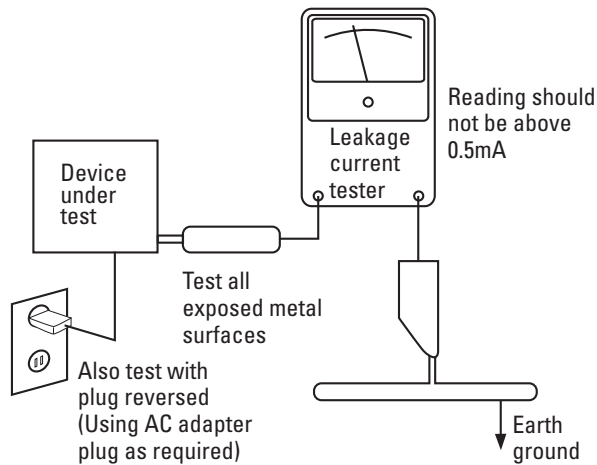 Device
under
test
Leakage
current
tester
Reading should
not be above
0.5mA
Test all
exposed metal
surfaces
Also test with
plug reversed
(Using AC adapter
plug as required)
Earth
ground